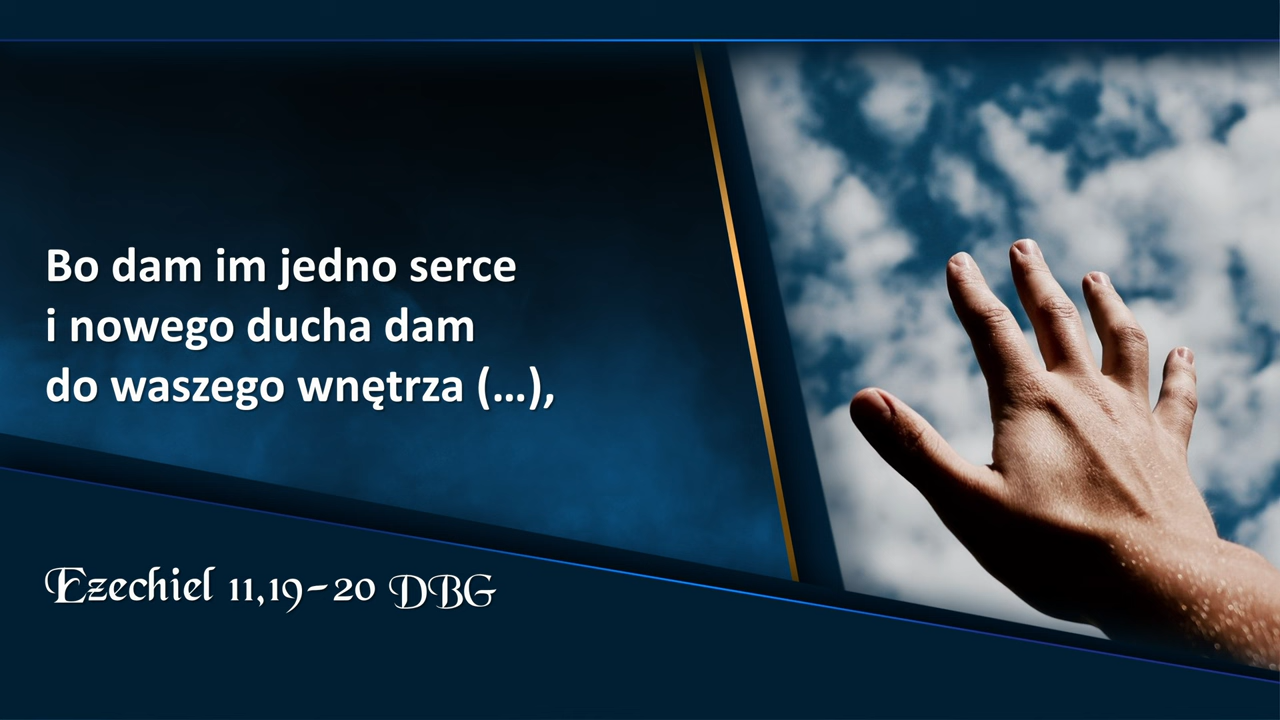 Bo dam im jedno serce
i nowego ducha dam
do waszego wnętrza (...),
Ezechiel 11,19-20 DBG